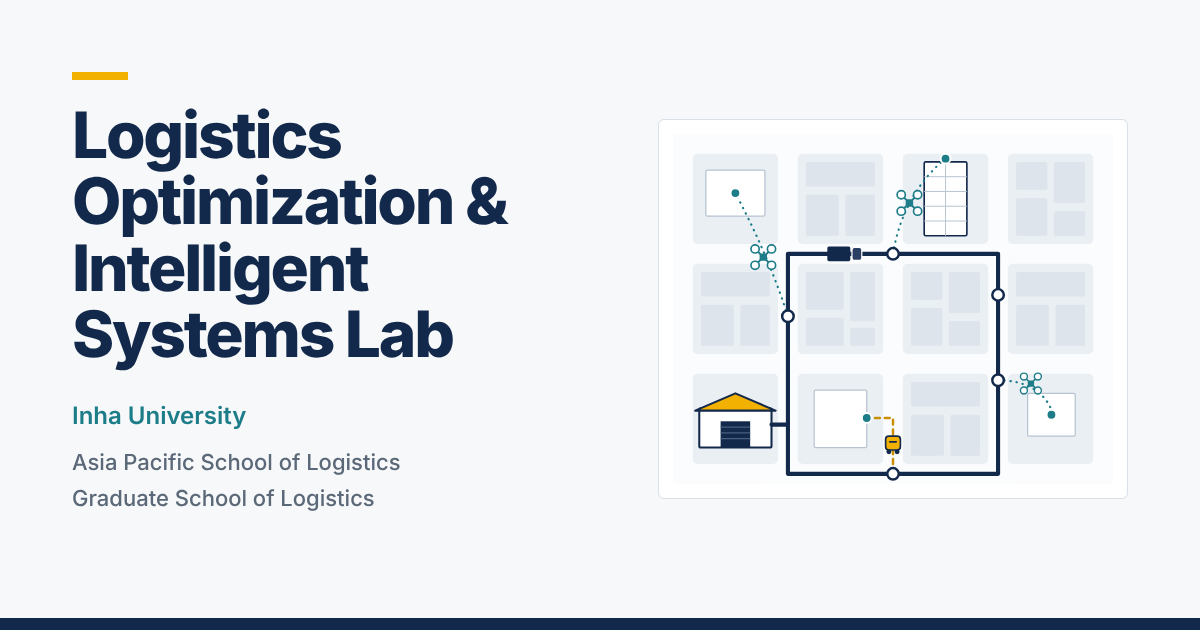 Logistics
Optimization &
Intelligent
Systems Lab
Inha University
Asia Pacific School of Logistics
Graduate School of Logistics